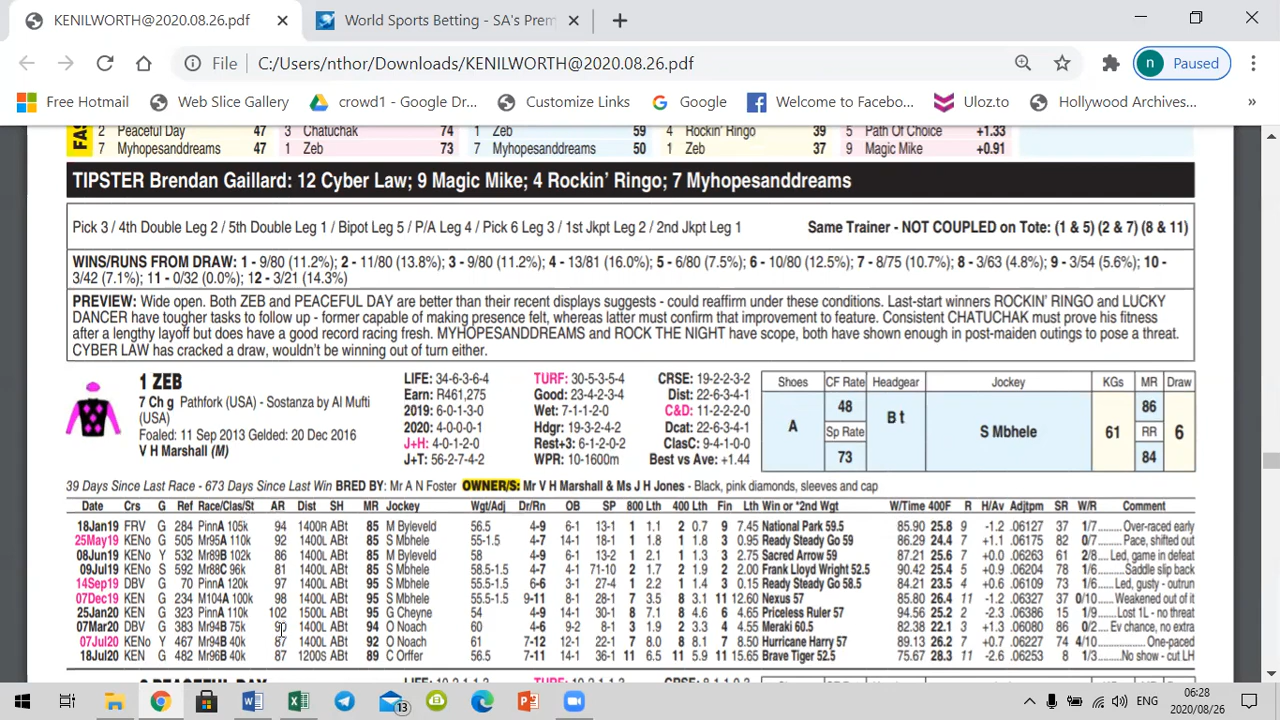 KENILWORTH@2020.08.26.pdf
World Sports Betting - SA's Prem
File C:/Users/nthor/Downloads/KENILWORTH@2020.08.26.pdf n Paused
Free Hotmail Web Slice Gallery crowd1 - Google Dr... Customize Links Google Welcome to Faceo... Uloz.to Hollywood Archives... »
2 Peaceful Day 47 3 Chatuchak 74 1 Zeb 59 4 Rockin' Ringo 39 5 Path Of Choice +1.33
7 Myhopesanddreams 47 1 Zeb 73 7 Myhopesanddreams 50 1 Zeb 37 9 Magic Mike +0.91
TIPSTER Brendan Gaillard: 12 Cyber Law; 9 Magic Mike; 4 Rockin' Ringo; 7 Myhopesanddreams
Pick 3 / 4th Double Leg 2 / 5th Double Leg 1 / Bipot Leg 5 / P/A Leg 4 / Pick 6 Leg 3 / 1st Jkpt Leg 2 / 2nd Jkpt Leg 1 Same Trainer - NOT COUPLED on Tote: (1 & 5) (2 & 7) (8 & 11)
WINS/RUNS FROM DRAW: 1 - 9/80 (11.2%); 2 - 11/80 (13.8%); 3 - 9/80 (11.2%); 4 - 13/81 (16.0%); 5 - 6/80 (7.5%); 6 - 10/80 (12.5%); 7 - 8/75 (10.7%); 8 - 3/63 (4.8%); 9 - 3/54 (5.6%); 10 -
3/42 (7.1%); 11 - 0/32 (0.0%); 12 - 3/21 (14.3%)
PREVIEW: Wide open. Both ZEB and PEACEFUL DAY are better than their recent displays suggests - could reaffirm under these conditions. Last-start winners ROCKIN' RINGO and LUCKY
DANCER have tougher tasks to follow up - former capable of making presence felt, whereas latter must confirm that improvement to feature. Consistent CHATUCHAK must prove his fitness
after a lengthy layoff but does have a good record racing fresh. MYHOPESANDDREAMS and ROCK THE NIGHT have scope, both have shown enough in post-maiden outings to pose a threat.
CYBER LAW has cracked a draw, wouldn't be winning out of turn either.
1 ZEB
7 Ch g Pathfork (USA) - Sostanza by Al Mufti
(USA)
Foaled: 11 Sep 2013 Gelded: 20 Dec 2016
V H Marshall (M)
LIFE: 34-6-3-6-4 TURF: 30-5-3-5-4 CRSE: 19-2-2-3-2
Earn: R461,275 Good: 23-4-2-3-4 Dist: 22-6-3-4-1
2019: 6-0-1-3-0 Wet: 7-1-1-2-0 C&D: 11-2-2-2-0
2020: 4-0-0-0-1 Hdgr: 19-3-2-4-2 Dcat: 22-6-3-4-1
J+H: 4-0-1-2-0 Rest+3: 6-1-2-0-2 ClasC: 9-4-1-0-0
J+T: 56-2-7-4-2 WPR: 10-1600m Best vs Ave: +1.44
Shoes CF Rate Headgear Jockey KGs MR Draw
A 48 B t S Mbhele 61 86 6
Sp Rate RR
73 84
39 Days Since Last Race - 673 Days Since Last Win BRED BY: Mr A N Foster OWNER/S: Mr V H Marshall & Ms J H Jones - Black, pink diamonds, sleeves and cap
Date Crs G Ref Race/Clas/St AR Dist SH MR Jockey Wgt/Adj Dr/Rn OB SP 800 Lth 400 Lth Fin Lth Win or *2nd Wgt W/Time 400F R H/Av Adjtpm SR W/R Comment
18Jan19 FRV G 284 PinnA 105k 94 1400R ABt 85 M Byleveld 56.5 4-9 6-1 13-1 1 1.1 2 0.7 9 7.45 National Park 59.5 85.90 25.8 9 -1.2 .06127 37 1/7 ....... Over-raced early
25May19 KENo G 505 Mr95A 110k 92 1400L ABt 85 S Mbhele 55-1.5 4-7 14-1 18-1 1 1.8 1 1.8 3 0.95 Ready Steady Go 59 86.29 24.4 7 +1.1 .06175 82 0/7 ..... Pace, shifted out
08Jun19 KENo Y 532 Mr89B 102k 86 1400L ABt 85 M Byleveld 58 4-9 6-1 13-2 1 2.1 1 1.3 3 2.75 Sacred Arrow 59 87.21 25.6 7 +0.0 .06263 61 2/8 ..... Led, game in defeat
09Jul19 KENo S 592 Mr88C 96k 81 1400L ABt 85 S Mbhele 58.5-1.5 4-7 5-1 71-10 2 1.7 2 1.9 2 2.00 Frank Lloyd Wright 52.5 90.42 25.4 5 +0.9 .06204 78 1/6 ....... Saddle slip back
14Sep19 DBV G 70 PinnA 120k 97 1400L ABt 95 S Mbhele 55.5-1.5 6-6 3-1 27-4 1 2.2 1 1.4 3 0.15 Ready Steady Go 58.5 84.21 23.5 4 +0.6 .06109 73 1/6 ..... Led, gusty - outrun
07Dec19 KEN G 218 M104A 100k 98 1400L ABt 95 S Mbhele 55.5-1.5 9-11 8-1 28-1 7 3.5 8 3.1 12 12.60 Nexus 57 84.19 26.4 11 -1.2 .06127 37 0/10 .... Weakened out of it
25Jan20 KEN G 323 PinnA 110k 102 1500L ABt 95 G Cheyne 54 4-9 14-1 30-1 8 7.1 8 4.6 6 4.65 Priceless Ruler 57 94.56 25.2 2 -2.3 .06386 15 1/9 ..... Lost 1L - no threat
07Mar20 DBV G 383 PinnA 75k 1400L ABt 94 O Noach 60 4-6 9-2 8-1 3 1.9 2 3.3 4 4.55 Meraki 60.5 82.38 22.1 3 +1.3 .06080 86 0/2 .. Ev chance, no extra
07Jul20 KENo Y 467 Mr94B 40k 87 1400L ABt 92 O Noach 61 7-12 12-1 22-1 7 8.0 8 8.1 7 8.50 Hurricane Harry 57 89.13 26.2 7 +0.7 .06227 74 4/10 ............ One-paced
18Jul20 KEN G 482 Mr96B 40k 87 1200S ABt 89 C Orffer 56.5 7-11 14-1 36-1 11 6.5 11 5.9 11 15.65 Brave Tiger 52.5 75.67 28.3 11 -2.6 .06253 8 1/3 ..... No show - cut LH
13
ENG
06:28
2020/08/26